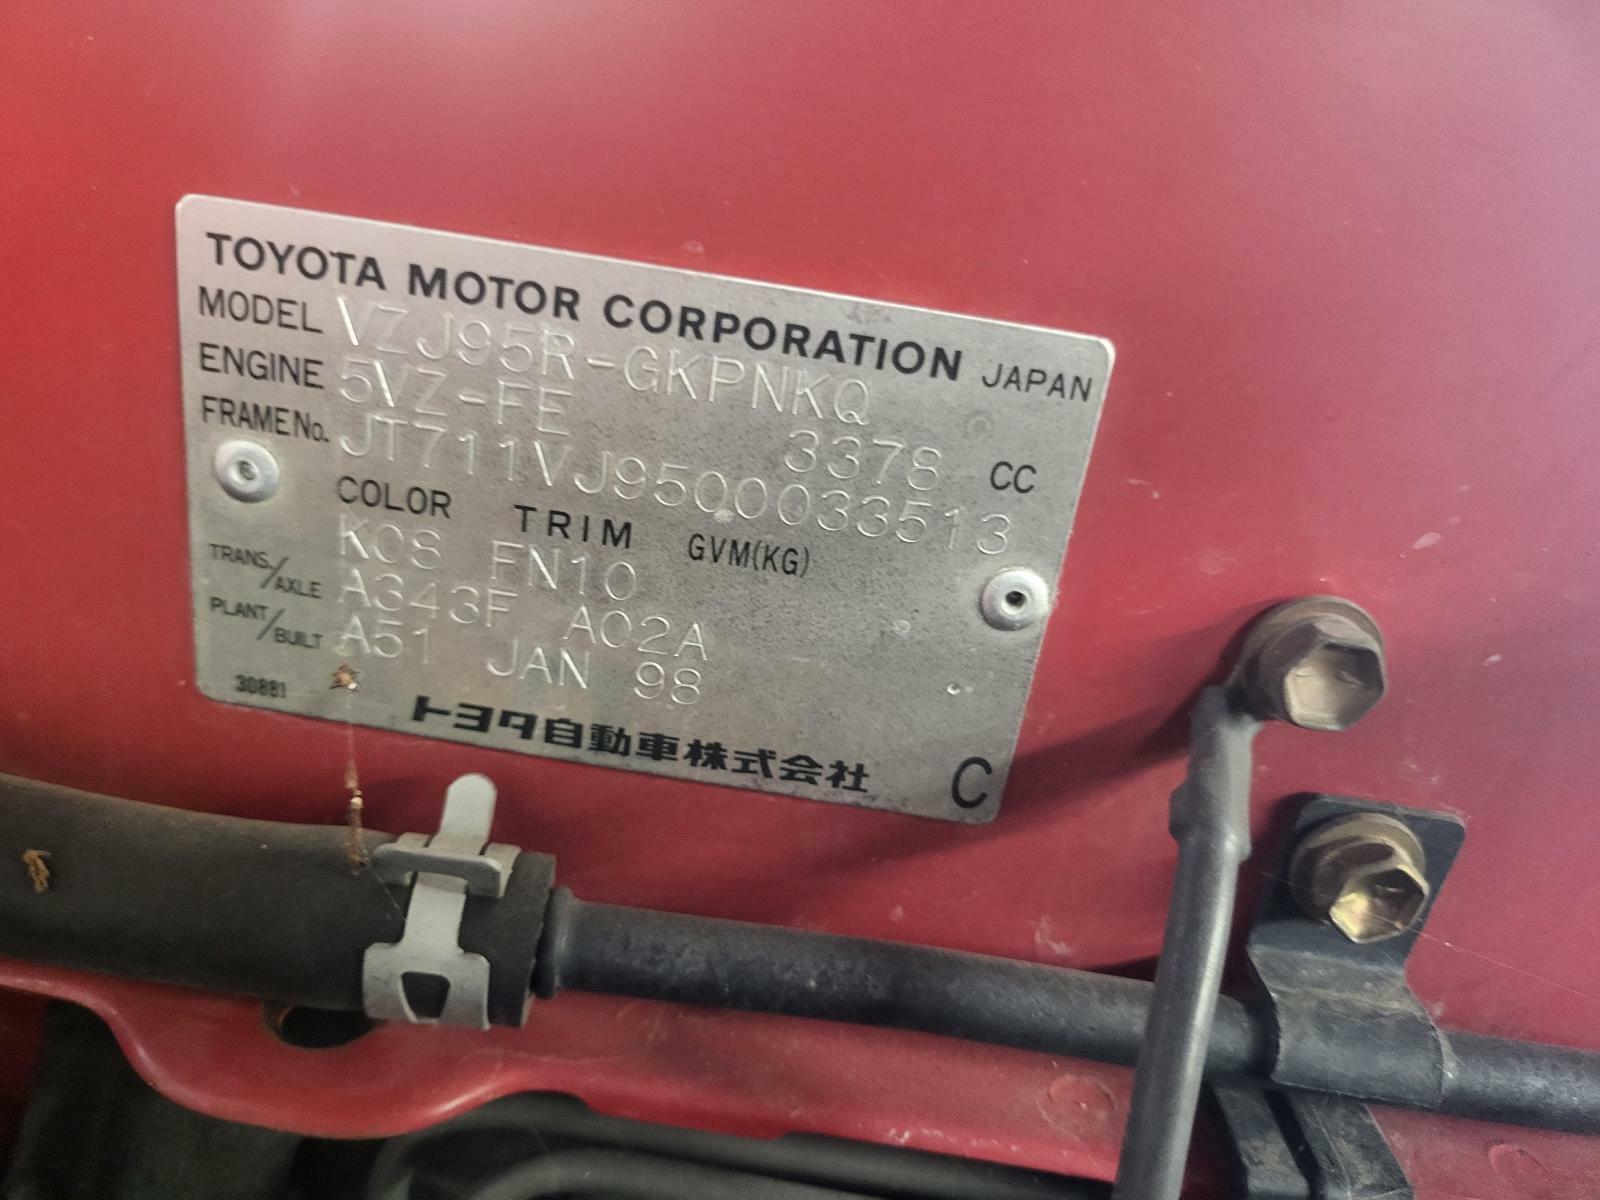 TOYOTA MOTOR CORPORATION JAPAN
MODEL VZJ95R-GKPNKQ
ENGINE 5VZ-FE 3378 CC
FRAME No. JT711VJ9500033513
COLOR TRIM GVM(KG)
K08 FN10
TRANS./AXLE A343F A02A
PLANT/BUILT A51 JAN 98
30881
トヨタ自動車株式会社 C